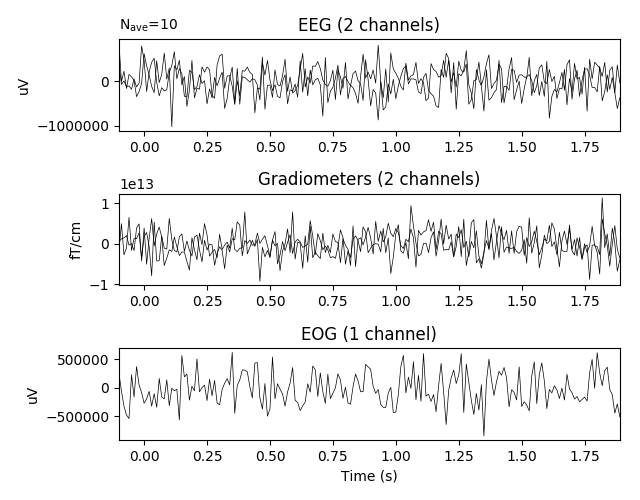 N_ave=10
EEG (2 channels)
uV
0
−1000000
0.00 0.25 0.50 0.75 1.00 1.25 1.50 1.75
1e13
Gradiometers (2 channels)
fT/cm
1
0
−1
0.00 0.25 0.50 0.75 1.00 1.25 1.50 1.75
EOG (1 channel)
uV
500000
0
−500000
0.00 0.25 0.50 0.75 1.00 1.25 1.50 1.75
Time (s)